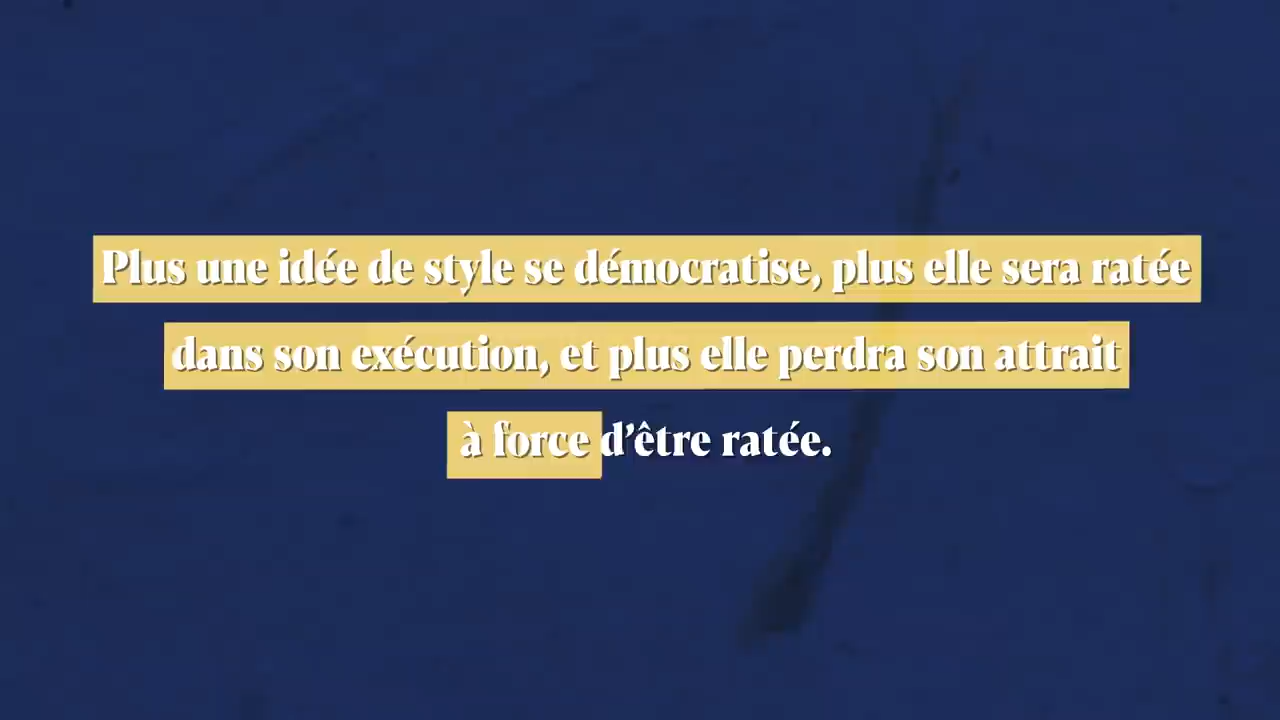 Plus une idée de style se démocratise, plus elle sera ratée
dans son exécution, et plus elle perdra son attrait
à force d’être ratée.